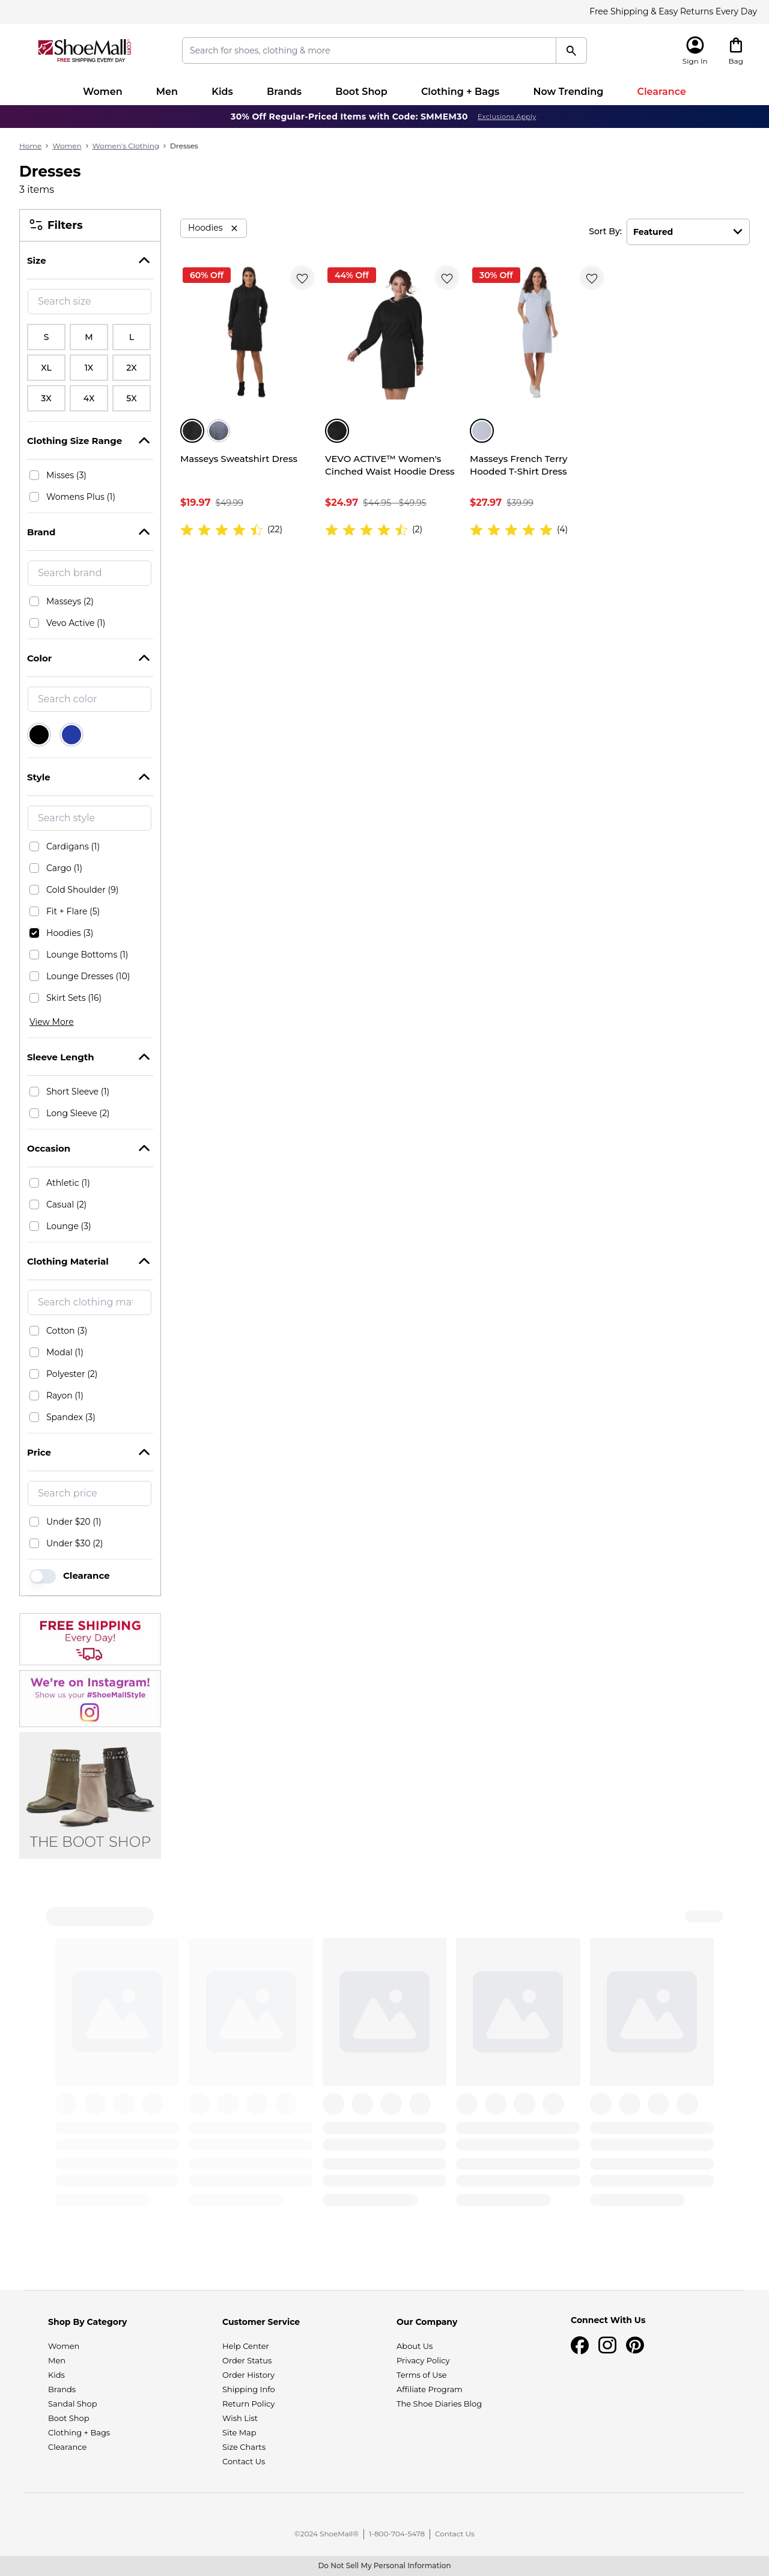 Free Shipping & Easy Returns Every Day
ShoeMall.com
FREE SHIPPING EVERY DAY
Search for shoes, clothing & more
Sign In
Bag
Women
Men
Kids
Brands
Boot Shop
Clothing + Bags
Now Trending
Clearance
30% Off Regular-Priced Items with Code: SMMEM30 Exclusions Apply
Home › Women › Women's Clothing › Dresses
Dresses
3 items
Filters
Size
Search size
S M L
XL 1X 2X
3X 4X 5X
Clothing Size Range
Misses (3)
Womens Plus (1)
Brand
Search brand
Masseys (2)
Vevo Active (1)
Color
Search color
Style
Search style
Cardigans (1)
Cargo (1)
Cold Shoulder (9)
Fit + Flare (5)
Hoodies (3)
Lounge Bottoms (1)
Lounge Dresses (10)
Skirt Sets (16)
View More
Sleeve Length
Short Sleeve (1)
Long Sleeve (2)
Occasion
Athletic (1)
Casual (2)
Lounge (3)
Clothing Material
Search clothing mat
Cotton (3)
Modal (1)
Polyester (2)
Rayon (1)
Spandex (3)
Price
Search price
Under $20 (1)
Under $30 (2)
Clearance
FREE SHIPPING
Every Day!
We're on Instagram!
Show us your #ShoeMallStyle
THE BOOT SHOP
Hoodies
Sort By: Featured
60% Off
Masseys Sweatshirt Dress
$19.97 $49.99
(22)
44% Off
VEVO ACTIVE™ Women's
Cinched Waist Hoodie Dress
$24.97 $44.95 - $49.95
(2)
30% Off
Masseys French Terry
Hooded T-Shirt Dress
$27.97 $39.99
(4)
Shop By Category
Women
Men
Kids
Brands
Sandal Shop
Boot Shop
Clothing + Bags
Clearance
Customer Service
Help Center
Order Status
Order History
Shipping Info
Return Policy
Wish List
Site Map
Size Charts
Contact Us
Our Company
About Us
Privacy Policy
Terms of Use
Affiliate Program
The Shoe Diaries Blog
Connect With Us
©2024 ShoeMall® | 1-800-704-5478 | Contact Us
Do Not Sell My Personal Information